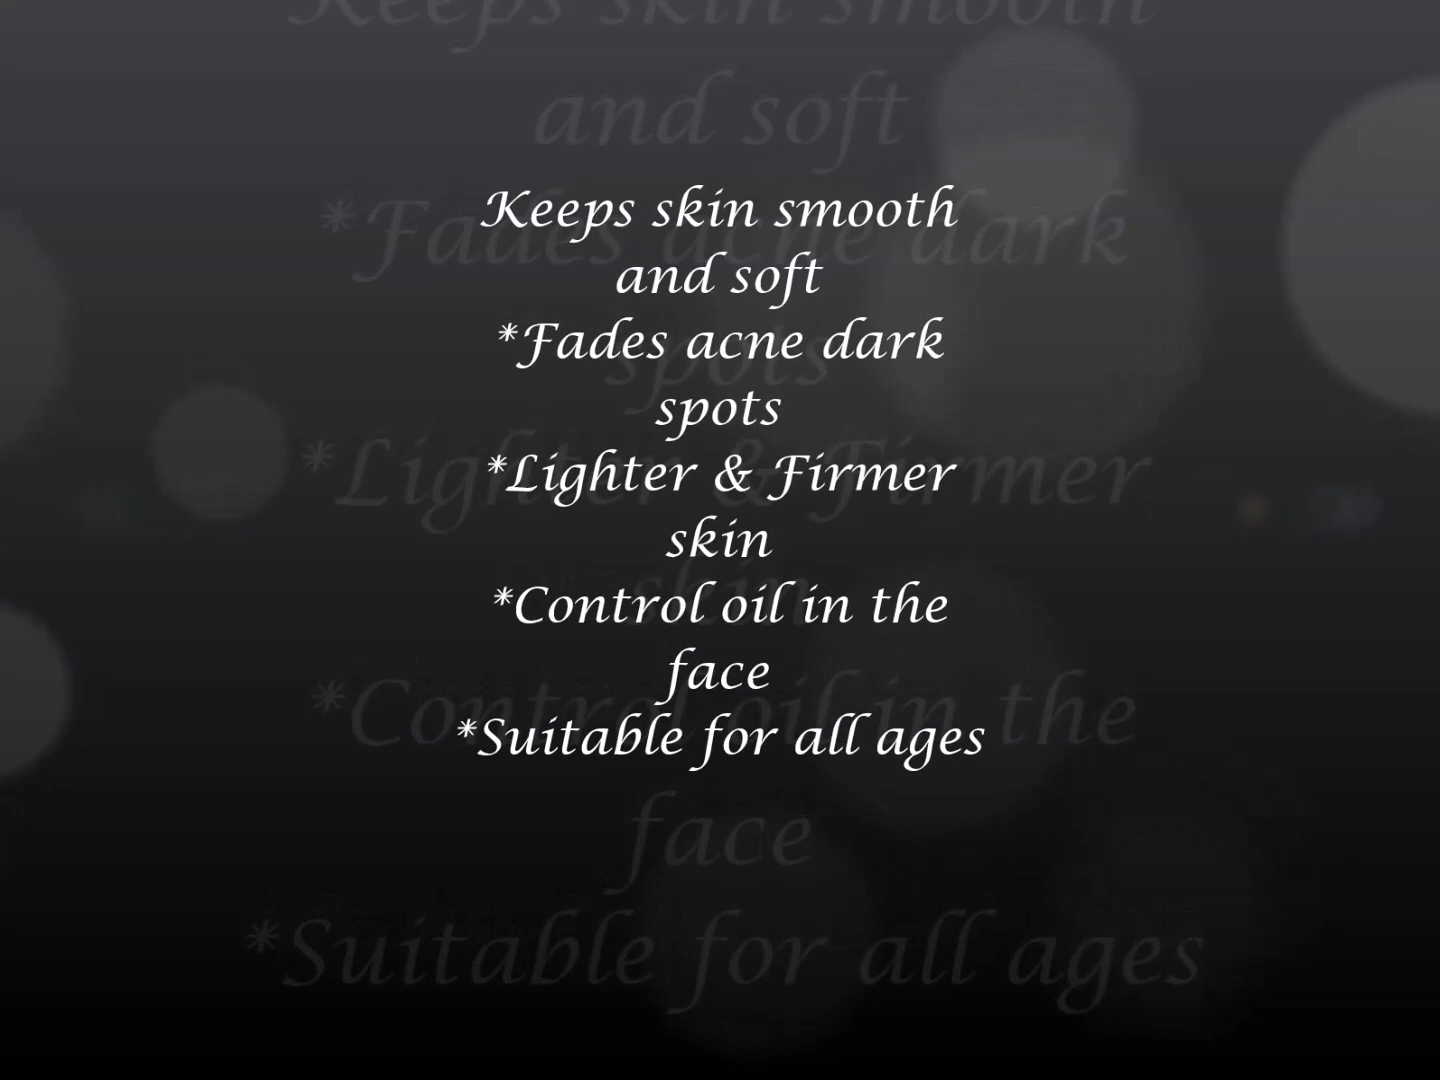 Keeps skin smooth
and soft
*Fades acne dark
spots
*Lighter & Firmer
skin
*Control oil in the
face
*Suitable for all ages